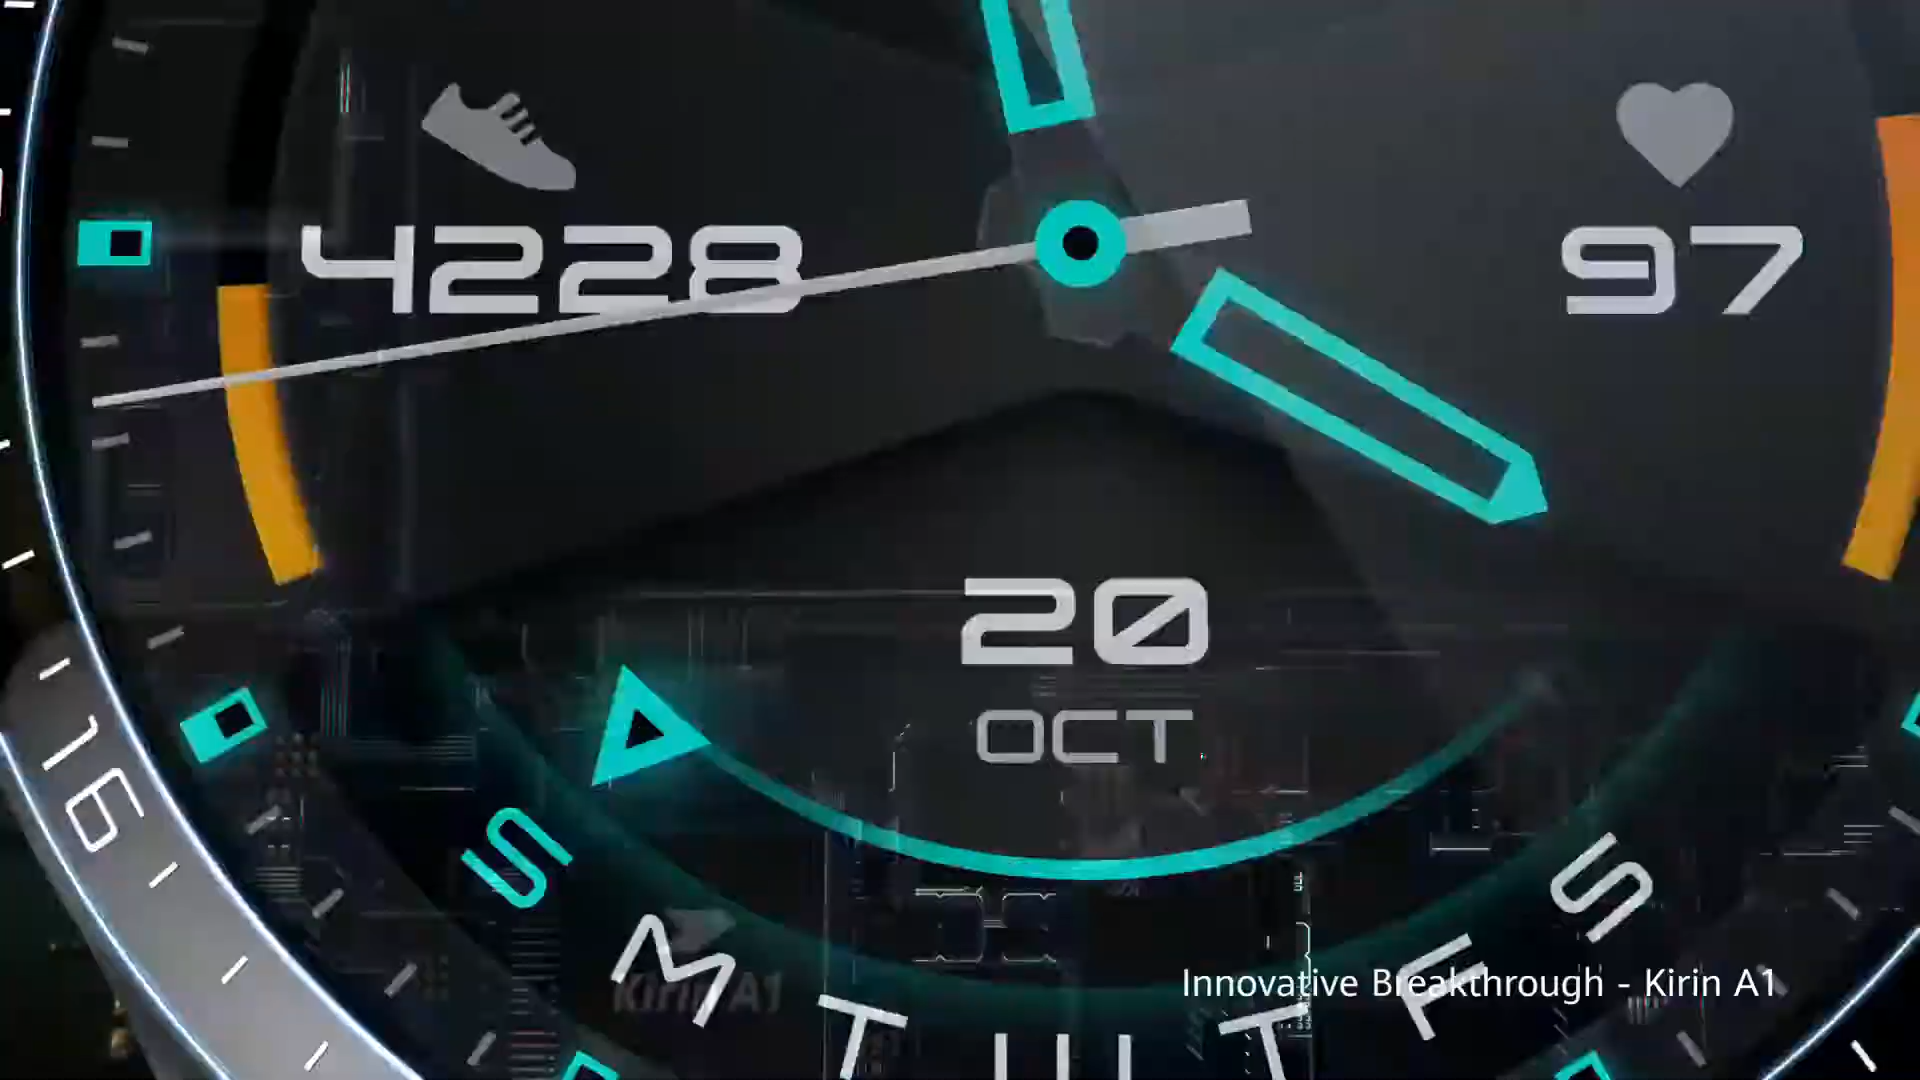 4228
97
20
OCT
16
S
M
T
W
T
F
S
Kirin A1
Innovative Breakthrough - Kirin A1